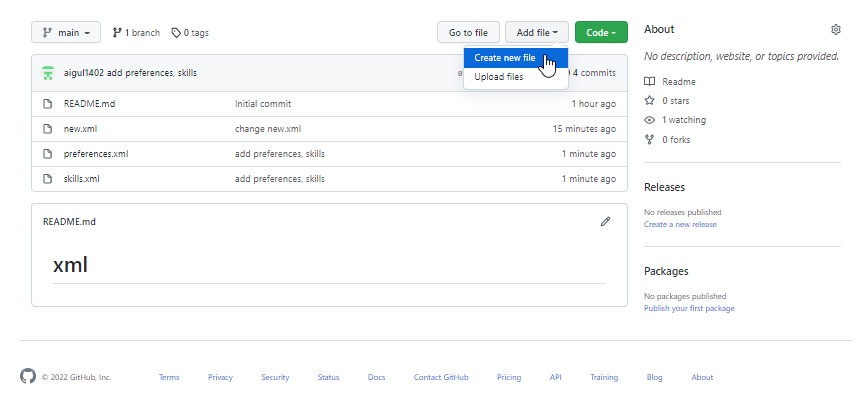 main
1 branch
0 tags
Go to file
Add file
Code
Create new file
Upload files
aigul1402 add preferences, skills
4 commits
README.md Initial commit 1 hour ago
new.xml change new.xml 15 minutes ago
preferences.xml add preferences, skills 1 minute ago
skills.xml add preferences, skills 1 minute ago
README.md
xml
About
No description, website, or topics provided.
Readme
0 stars
1 watching
0 forks
Releases
No releases published
Create a new release
Packages
No packages published
Publish your first package
© 2022 GitHub, Inc. Terms Privacy Security Status Docs Contact GitHub Pricing API Training Blog About